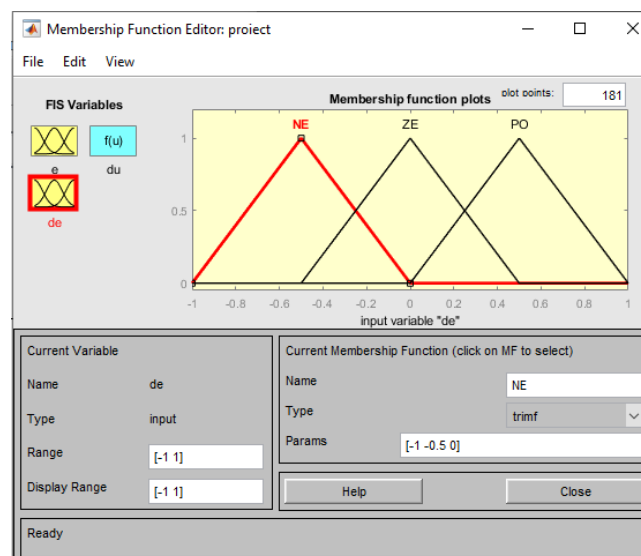 Membership Function Editor: proiect
File Edit View
FIS Variables
f(u)
e
du
de
Membership function plots
plot points:
181
NE
ZE
PO
1
0.5
0
-1 -0.8 -0.6 -0.4 -0.2 0 0.2 0.4 0.6 0.8 1
input variable "de"
Current Variable
Name de
Type input
Range [-1 1]
Display Range [-1 1]
Current Membership Function (click on MF to select)
Name NE
Type trimf
Params [-1 -0.5 0]
Help
Close
Ready